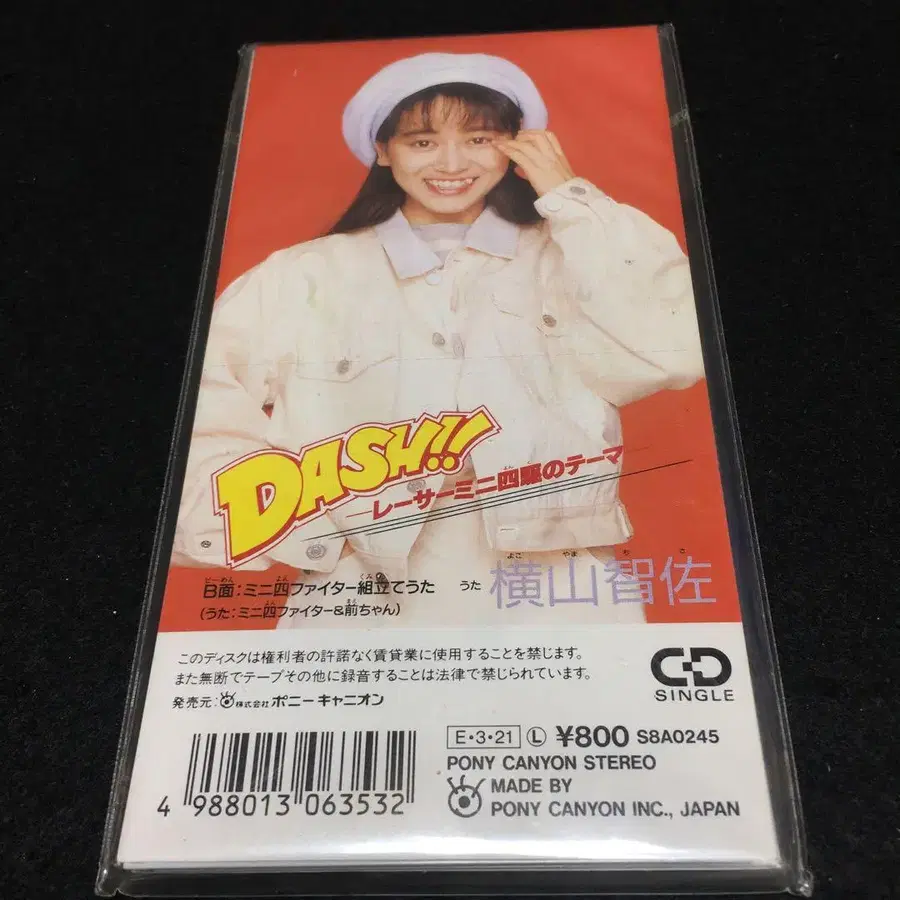 DASH!!
—レーサーミニ四駆のテーマ
B面:ミニ四ファイター組立てうた
(うた:ミニ四ファイター&前ちゃん)
うた 横山智佐
このディスクは権利者の許諾なく賃貸業に使用することを禁じます。
また無断でテープその他に録音することは法律で禁じられています。
発売元: 株式会社ポニーキャニオン
CD
SINGLE
E・3・21 Ⓛ ¥800 S8A0245
PONY CANYON STEREO
MADE BY
PONY CANYON INC., JAPAN
4 988013 063532